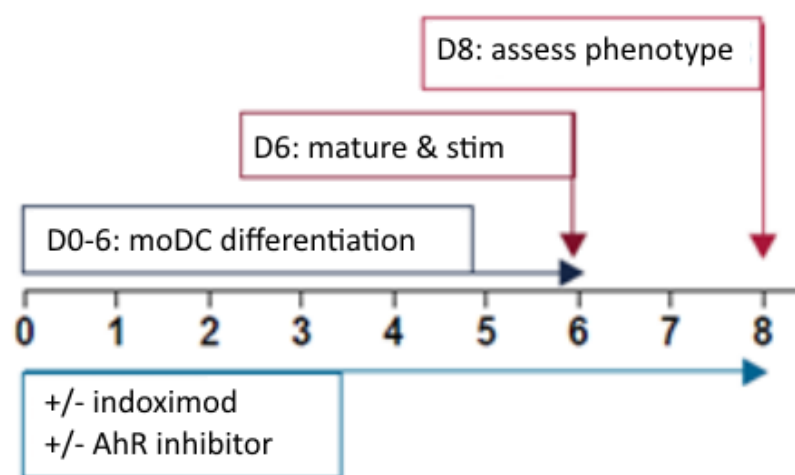 D8: assess phenotype
D6: mature & stim
D0-6: moDC differentiation
0 1 2 3 4 5 6 7 8
+/- indoximod
+/- AhR inhibitor